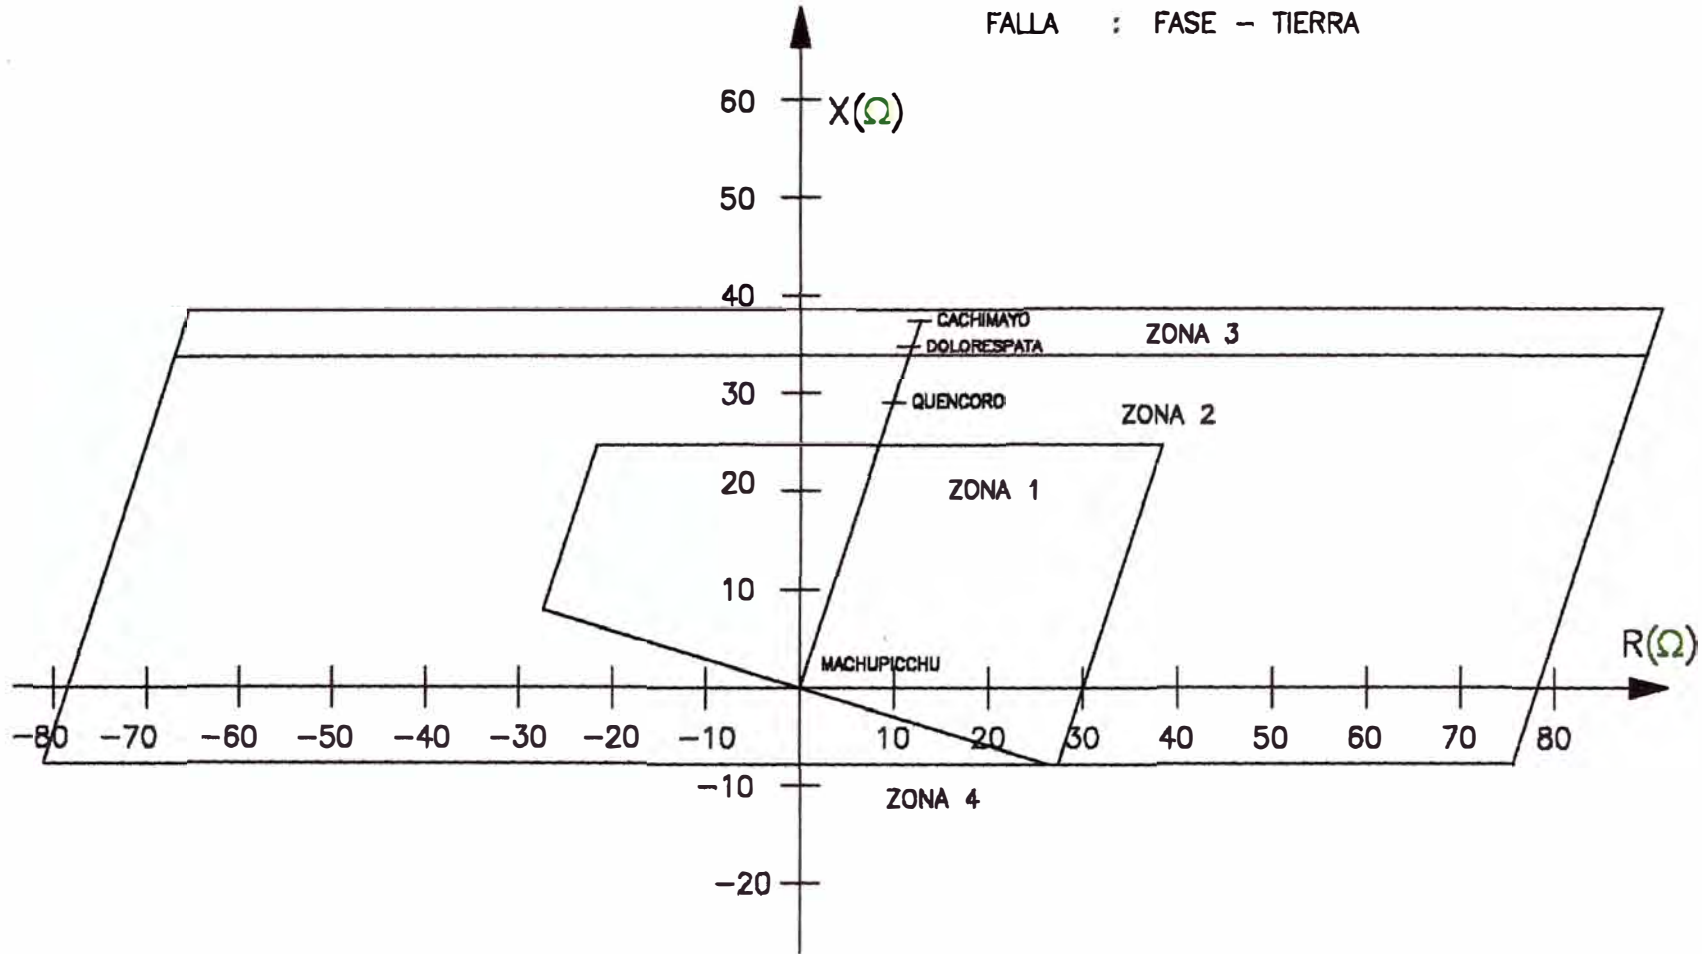 FALLA : FASE - TIERRA
60
X(Ω)
50
40
CACHIMAYO
ZONA 3
DOLORESPATA
30
QUENCORO
ZONA 2
20
ZONA 1
10
R(Ω)
MACHUPICCHU
-80 -70 -60 -50 -40 -30 -20 -10 10 20 30 40 50 60 70 80
-10
ZONA 4
-20